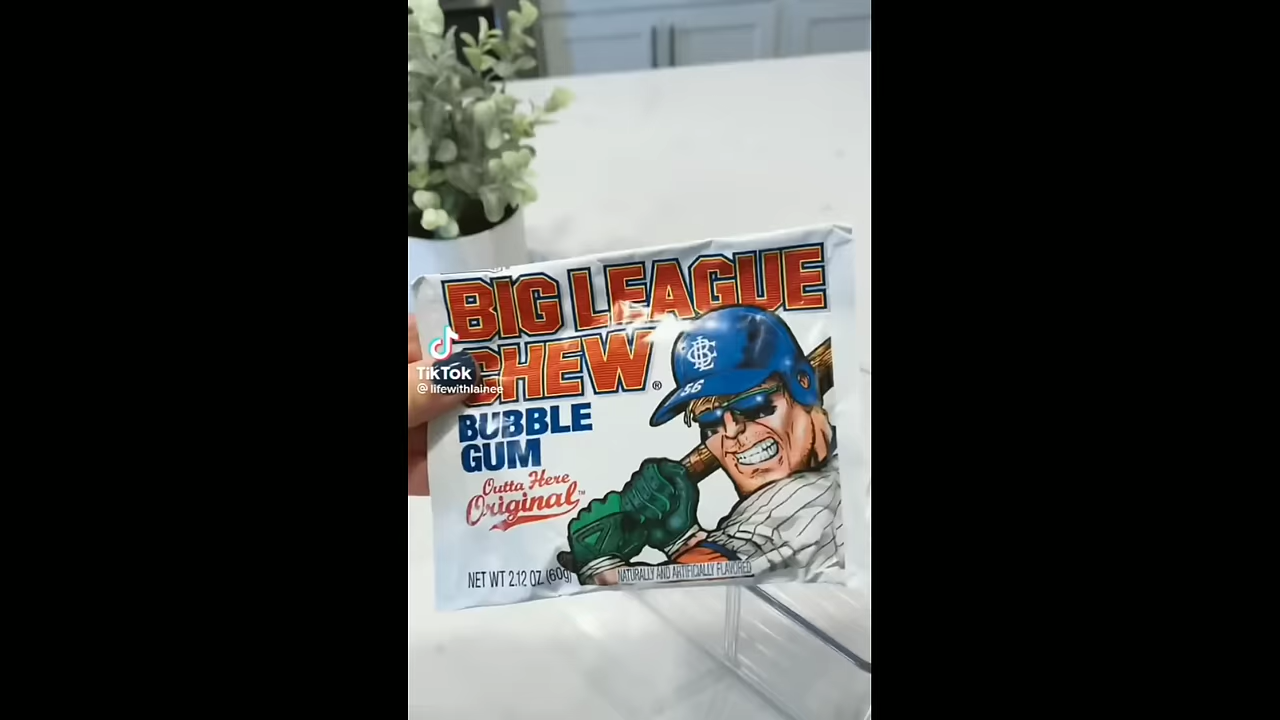 BIG LEAGUE
CHEW®
BUBBLE
GUM
Outta Here
Original™
NET WT 2.12 OZ. (60g)
NATURALLY AND ARTIFICIALLY FLAVORED
56
TikTok
@lifewithlainee